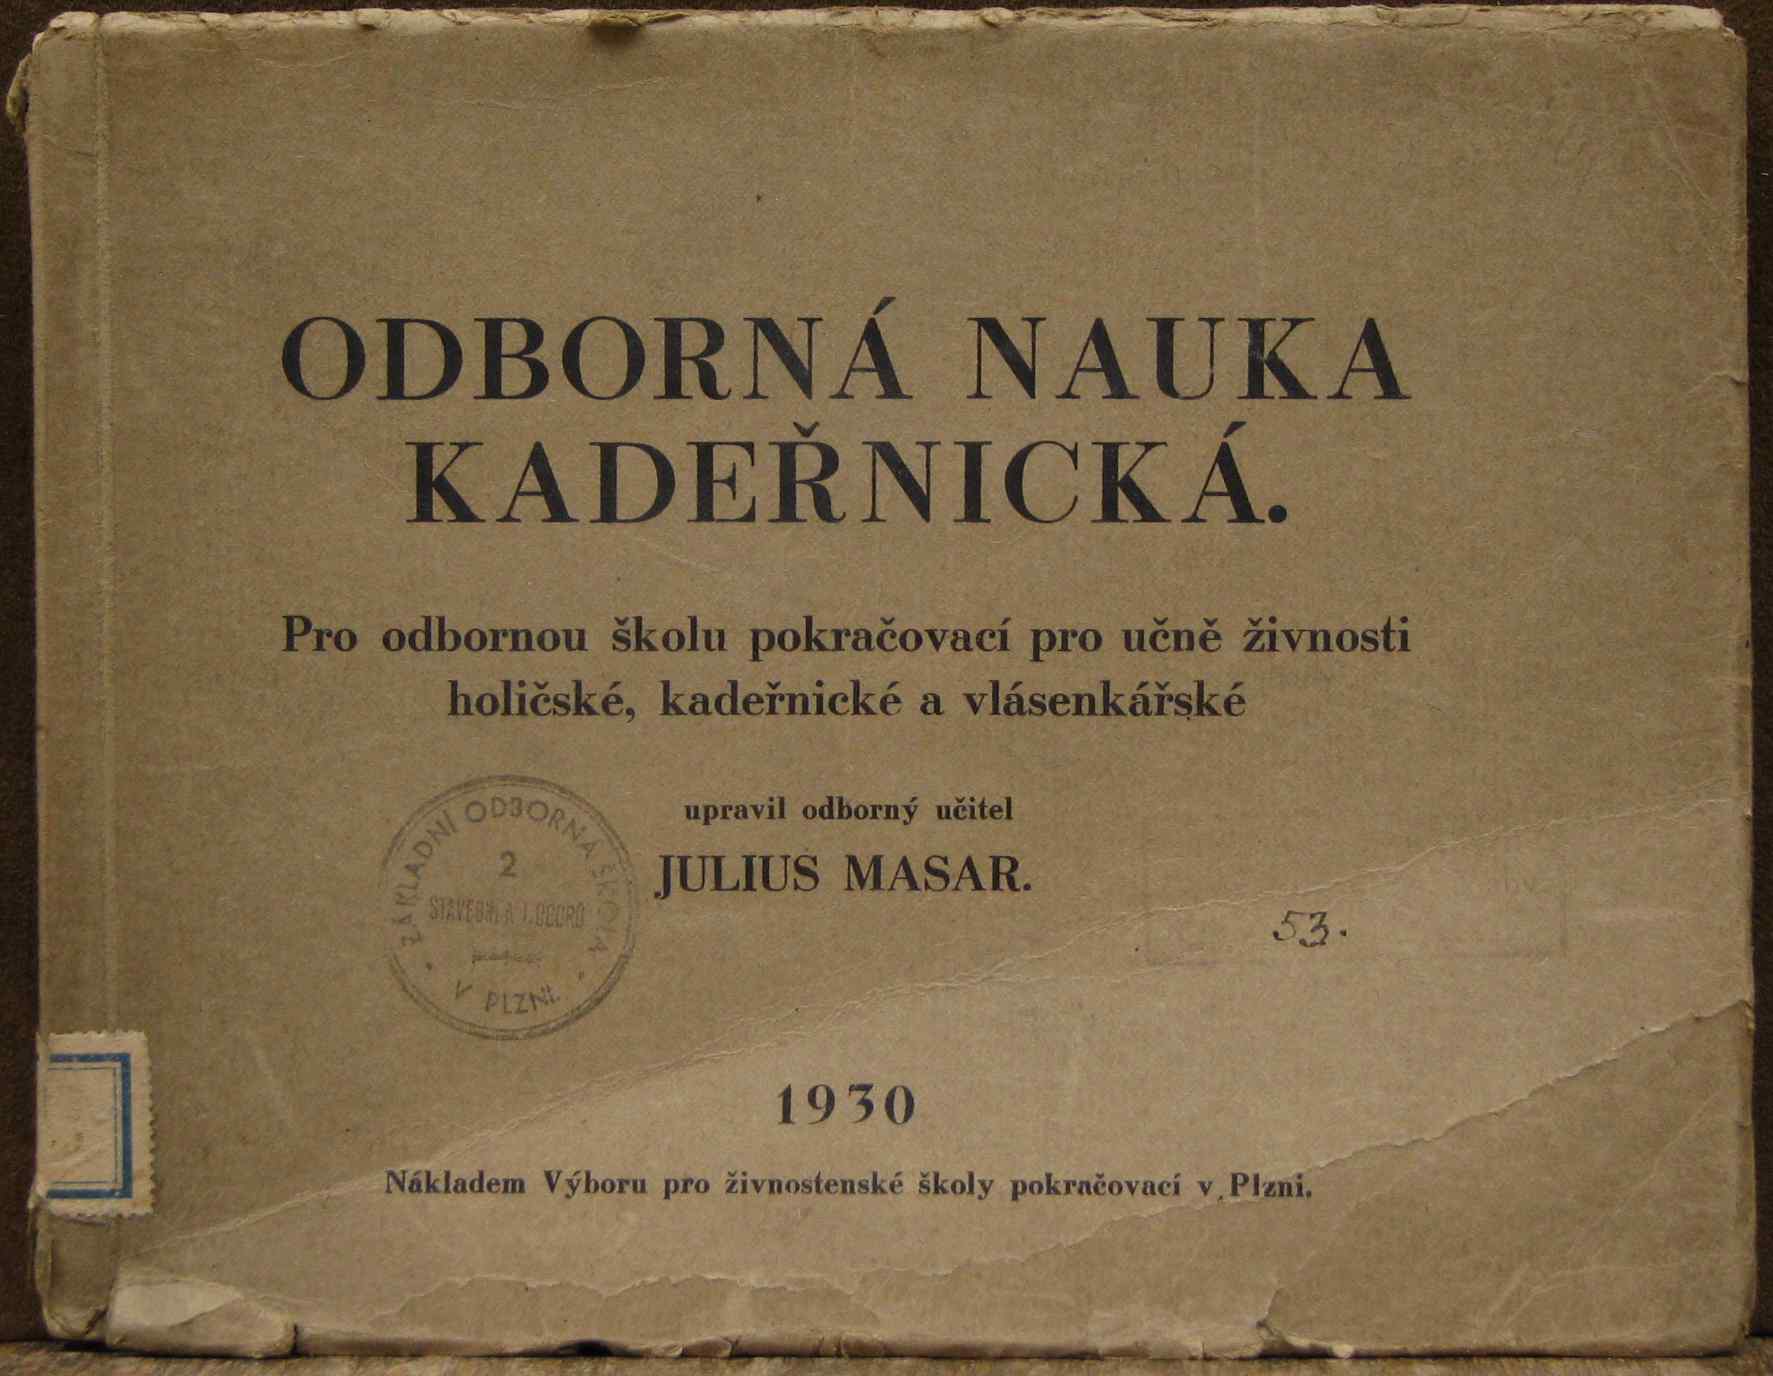 ODBORNÁ NAUKA
KADEŘNICKÁ.
Pro odbornou školu pokračovací pro učně živnosti
holičské, kadeřnické a vlásenkářské
upravil odborný učitel
JULIUS MASAR.
ZÁKLADNÍ ODBORNÁ ŠKOLA
2
V PLZNI.
53.
1930
Nákladem Výboru pro živnostenské školy pokračovací v Plzni.